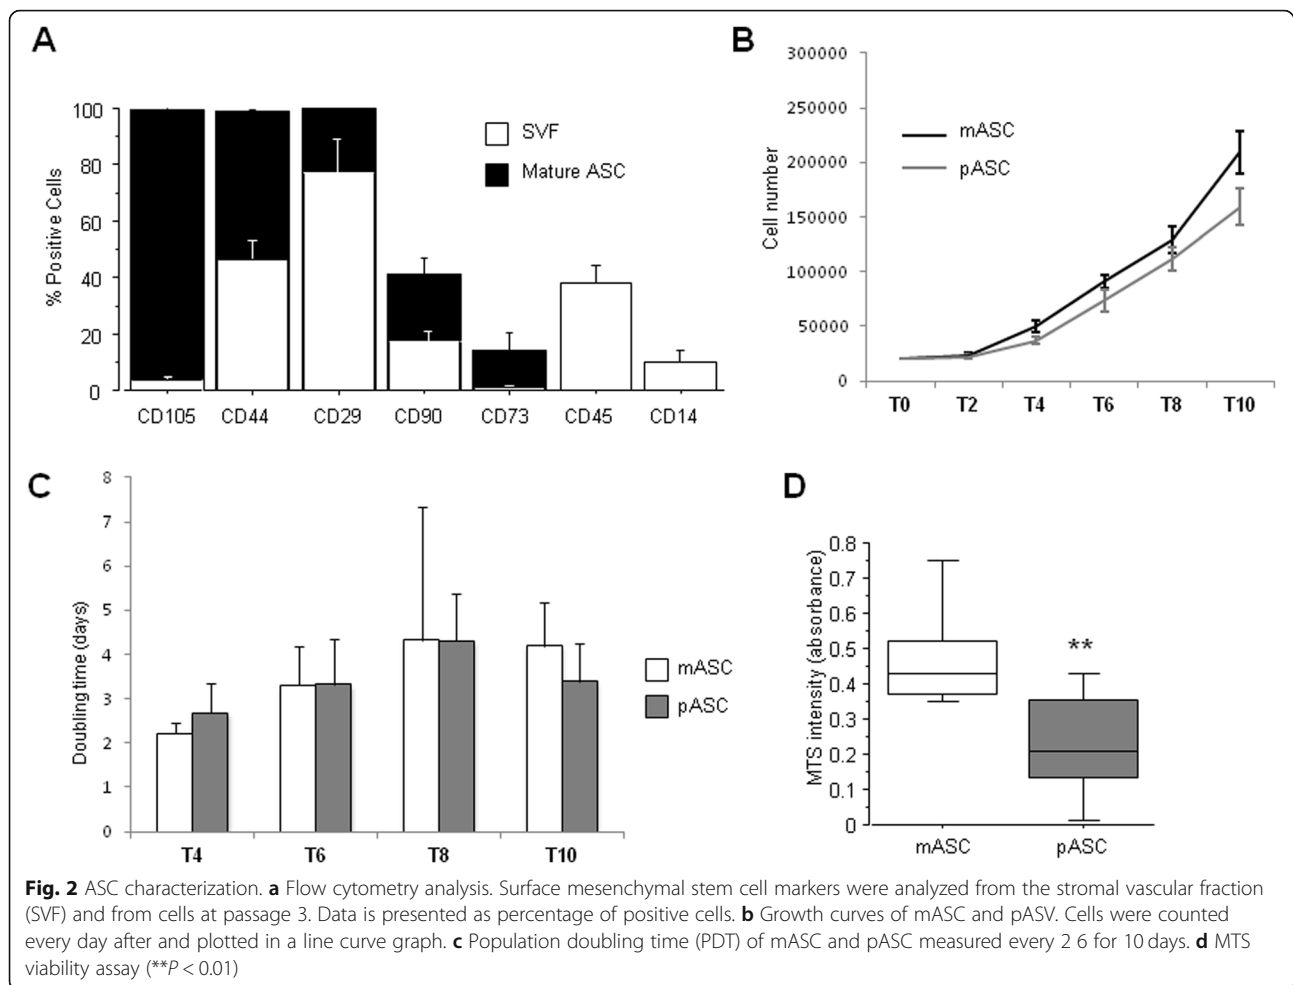 A
100
80
60
40
20
0
% Positive Cells
SVF
Mature ASC
CD105 CD44 CD29 CD90 CD73 CD45 CD14
B
300000
250000
200000
150000
100000
50000
0
Cell number
mASC
pASC
T0 T2 T4 T6 T8 T10
C
8
7
6
5
4
3
2
1
0
Doubling time (days)
mASC
pASC
T4 T6 T8 T10
D
0.8
0.7
0.6
0.5
0.4
0.3
0.2
0.1
0
MTS intensity (absorbance)
**
mASC pASC
Fig. 2 ASC characterization. a Flow cytometry analysis. Surface mesenchymal stem cell markers were analyzed from the stromal vascular fraction
(SVF) and from cells at passage 3. Data is presented as percentage of positive cells. b Growth curves of mASC and pASV. Cells were counted
every day after and plotted in a line curve graph. c Population doubling time (PDT) of mASC and pASC measured every 2 6 for 10 days. d MTS
viability assay (**P < 0.01)